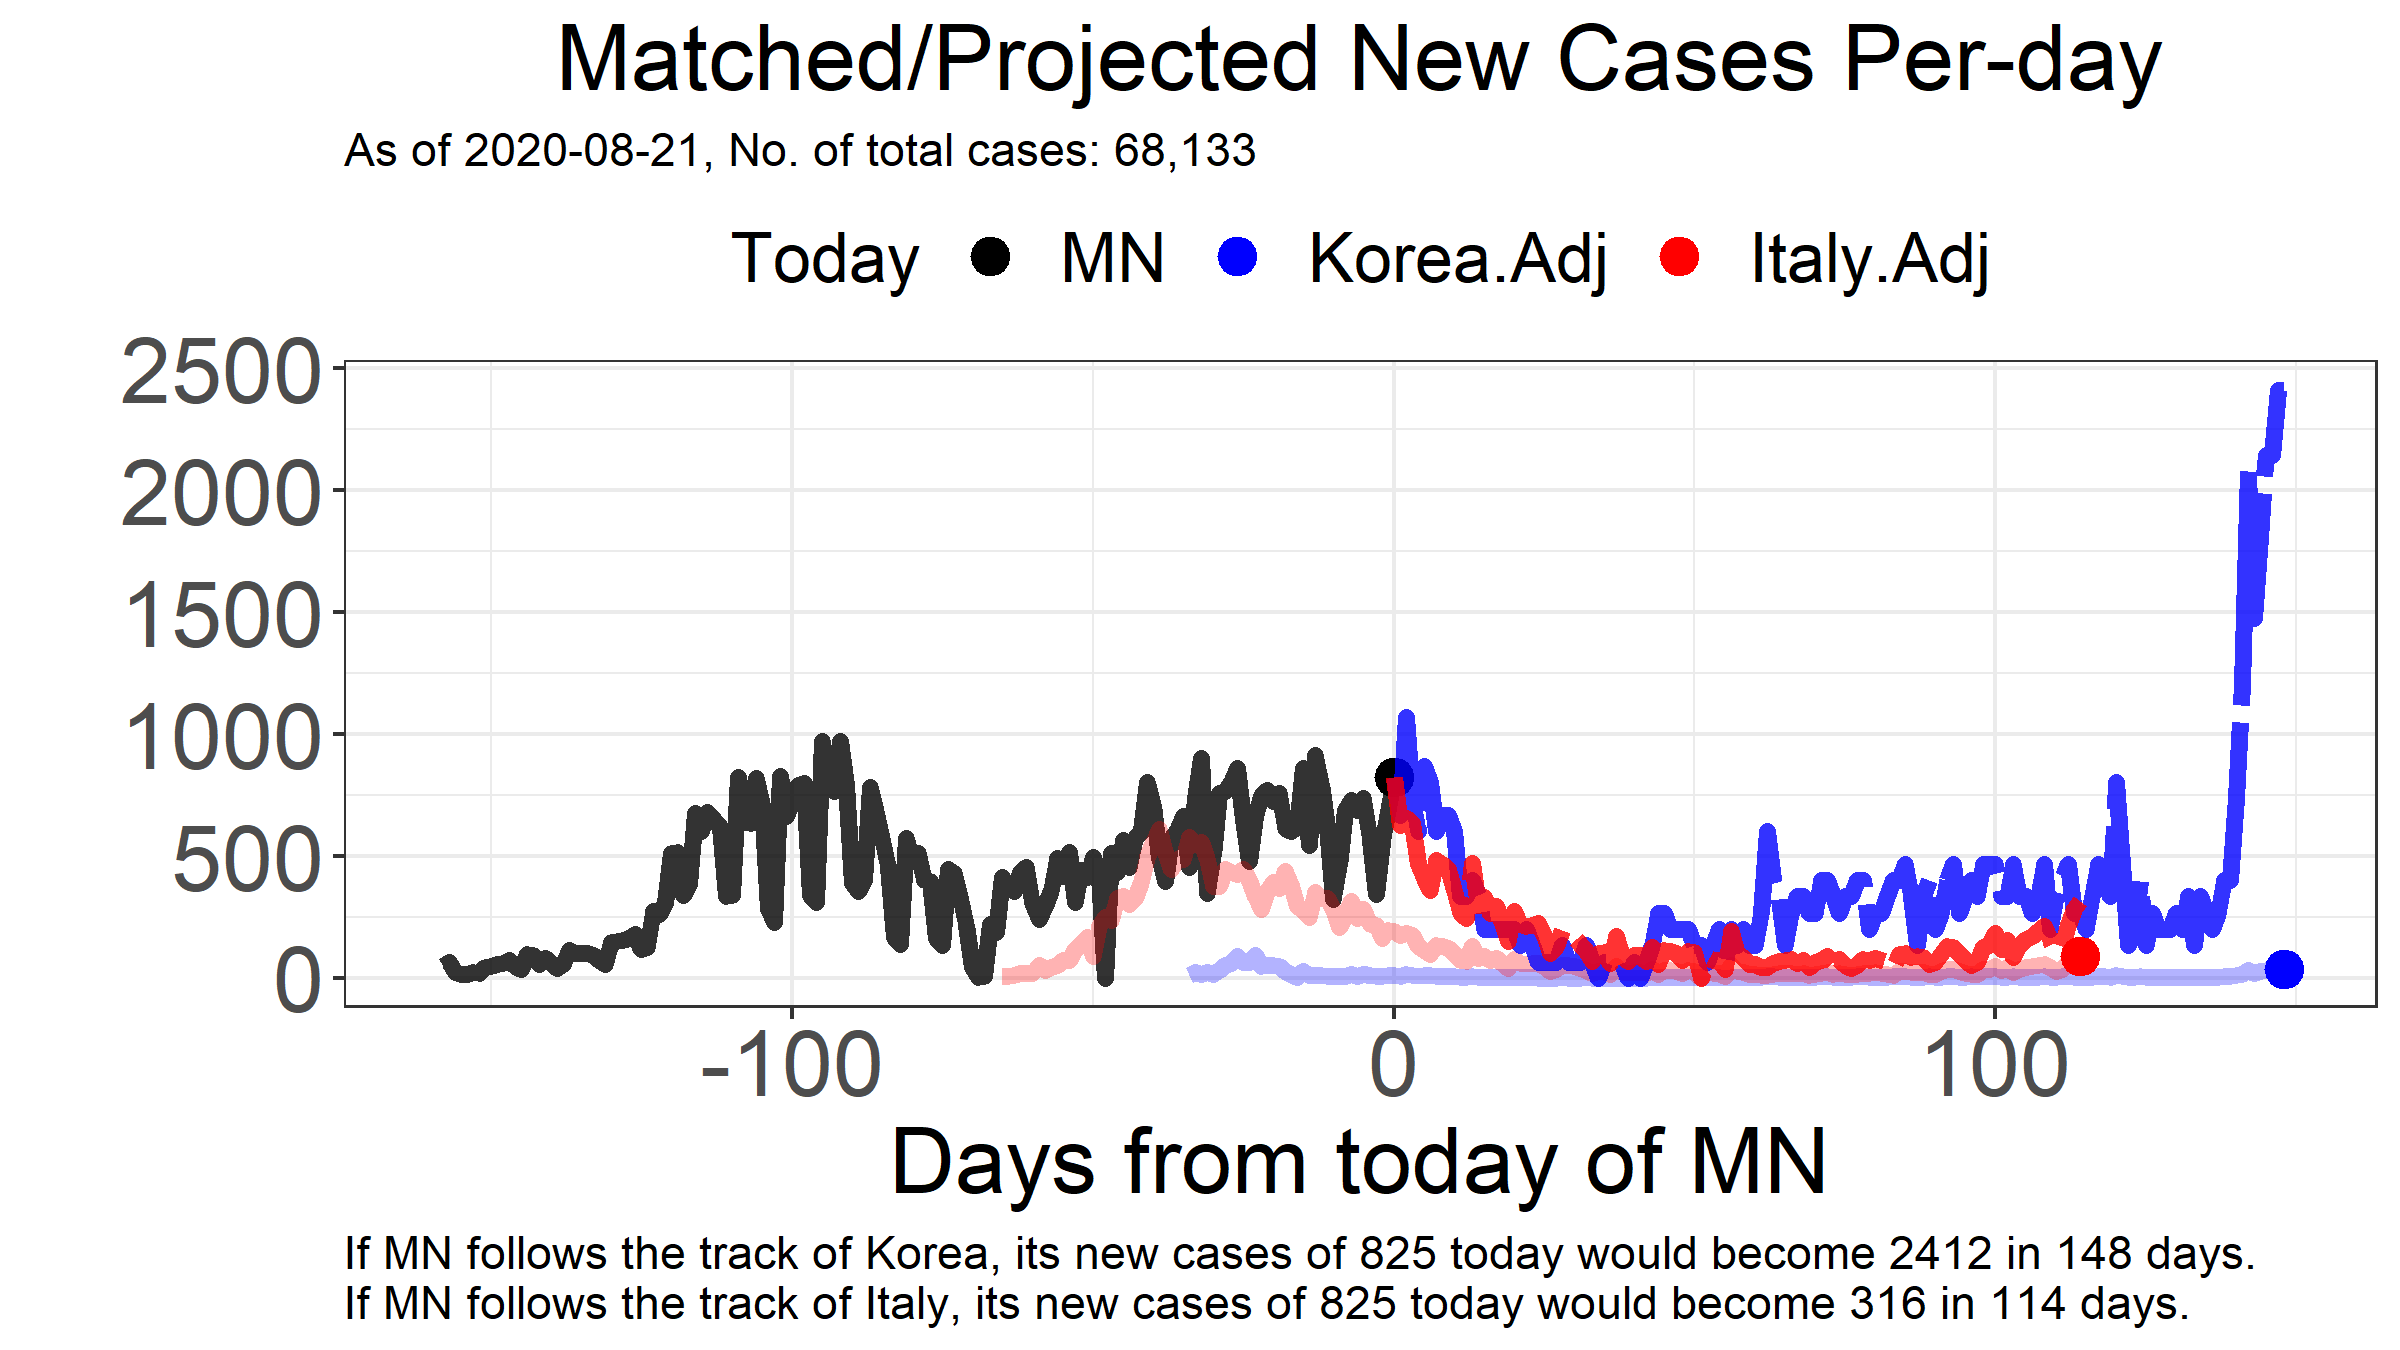 Matched/Projected New Cases Per-day
As of 2020-08-21, No. of total cases: 68,133
Today MN Korea.Adj Italy.Adj
2500
2000
1500
1000
500
0
-100 0 100
Days from today of MN
If MN follows the track of Korea, its new cases of 825 today would become 2412 in 148 days.
If MN follows the track of Italy, its new cases of 825 today would become 316 in 114 days.